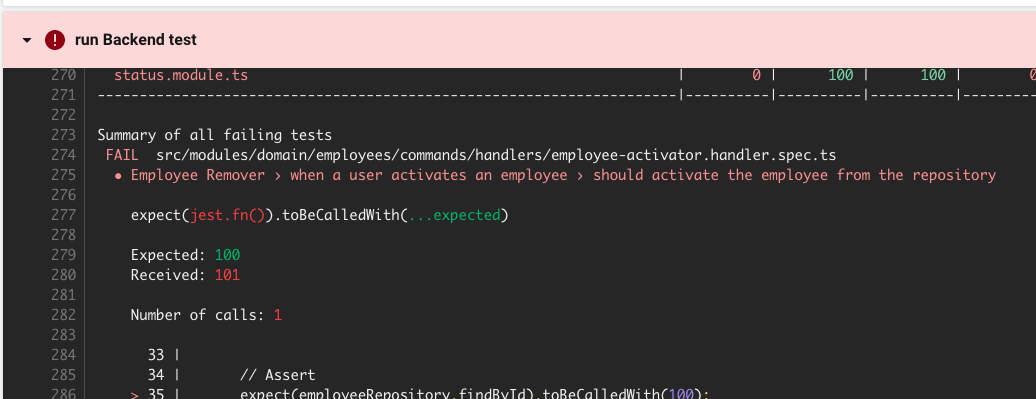 run Backend test
270 status.module.ts | 0 | 100 | 100 | 0
271 ----------------------------------------------------------------------|----------|----------|----------|---------
272
273 Summary of all failing tests
274 FAIL src/modules/domain/employees/commands/handlers/employee-activator.handler.spec.ts
275 ● Employee Remover › when a user activates an employee › should activate the employee from the repository
276
277 expect(jest.fn()).toBeCalledWith(...expected)
278
279 Expected: 100
280 Received: 101
281
282 Number of calls: 1
283
284 33 |
285 34 | // Assert
286 > 35 | expect(employeeRepository.findById).toBeCalledWith(100);